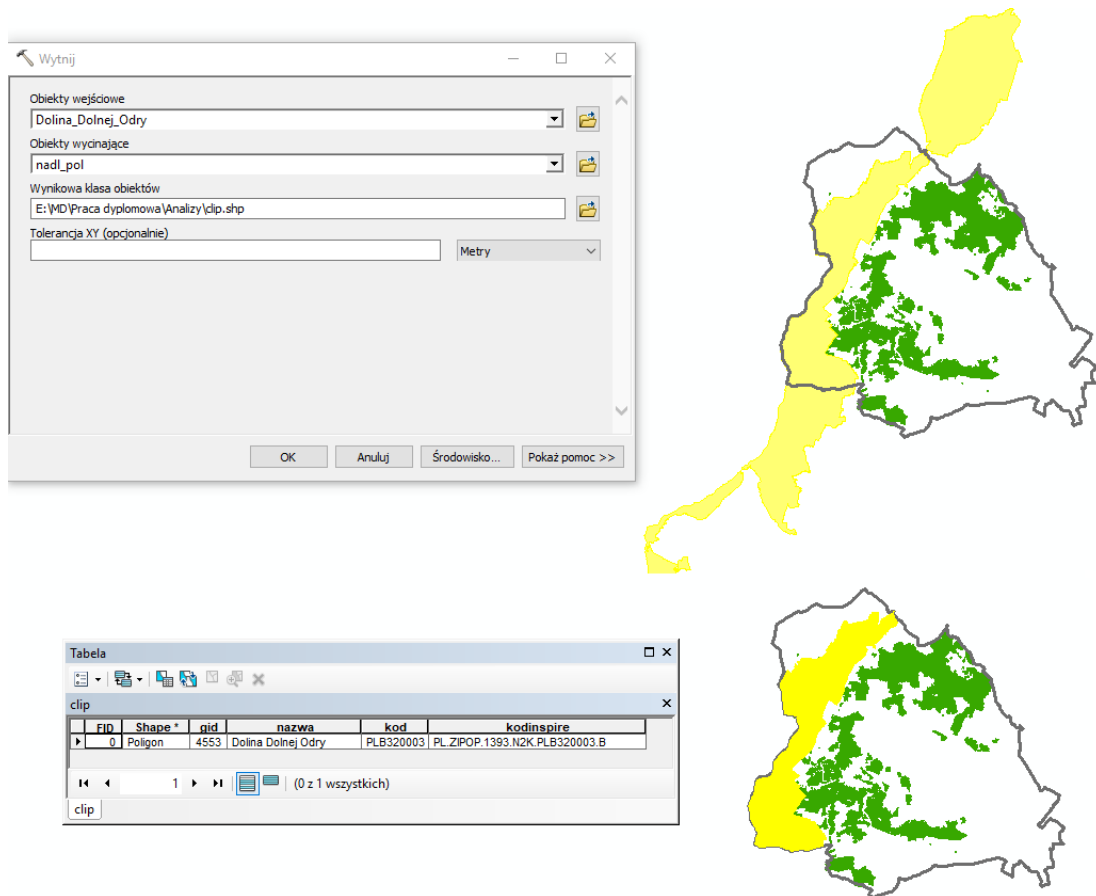 Wytnij
Obiekty wejściowe
Dolina_Dolnej_Odry
Obiekty wycinające
nadl_pol
Wynikowa klasa obiektów
E:\MD\Praca dyplomowa\Analizy\clip.shp
Tolerancja XY (opcjonalnie)
Metry
OK Anuluj Środowisko... Pokaż pomoc >>
Tabela
clip
FID Shape * gid nazwa kod kodinspire
0 Poligon 4553 Dolina Dolnej Odry PLB320003 PL.ZIPOP.1393.N2K.PLB320003.B
1 (0 z 1 wszystkich)
clip